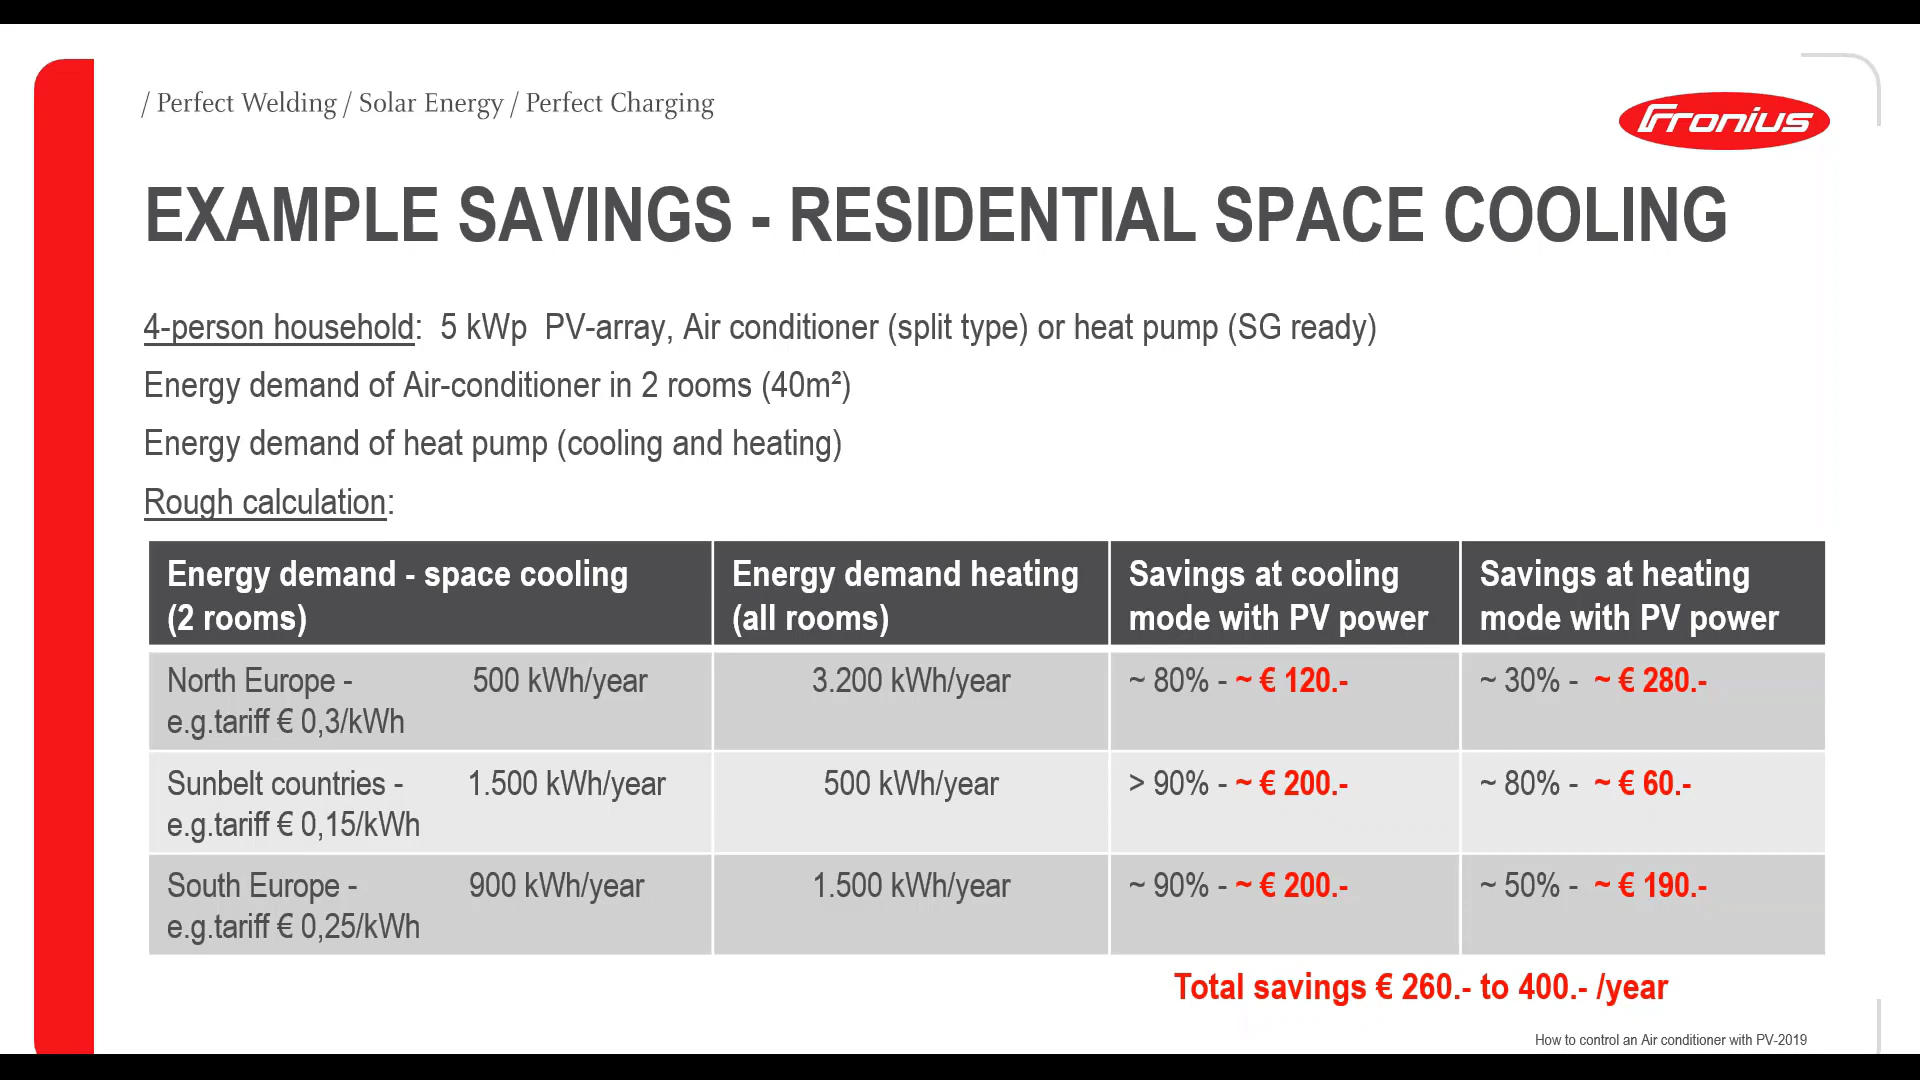 / Perfect Welding / Solar Energy / Perfect Charging
Fronius
EXAMPLE SAVINGS - RESIDENTIAL SPACE COOLING
4-person household: 5 kWp PV-array, Air conditioner (split type) or heat pump (SG ready)
Energy demand of Air-conditioner in 2 rooms (40m²)
Energy demand of heat pump (cooling and heating)
Rough calculation:
Energy demand - space cooling
(2 rooms)
Energy demand heating
(all rooms)
Savings at cooling
mode with PV power
Savings at heating
mode with PV power
North Europe - 500 kWh/year
e.g.tariff € 0,3/kWh
3.200 kWh/year
~ 80% - ~ € 120.-
~ 30% - ~ € 280.-
Sunbelt countries - 1.500 kWh/year
e.g.tariff € 0,15/kWh
500 kWh/year
> 90% - ~ € 200.-
~ 80% - ~ € 60.-
South Europe - 900 kWh/year
e.g.tariff € 0,25/kWh
1.500 kWh/year
~ 90% - ~ € 200.-
~ 50% - ~ € 190.-
Total savings € 260.- to 400.- /year
How to control an Air conditioner with PV-2019